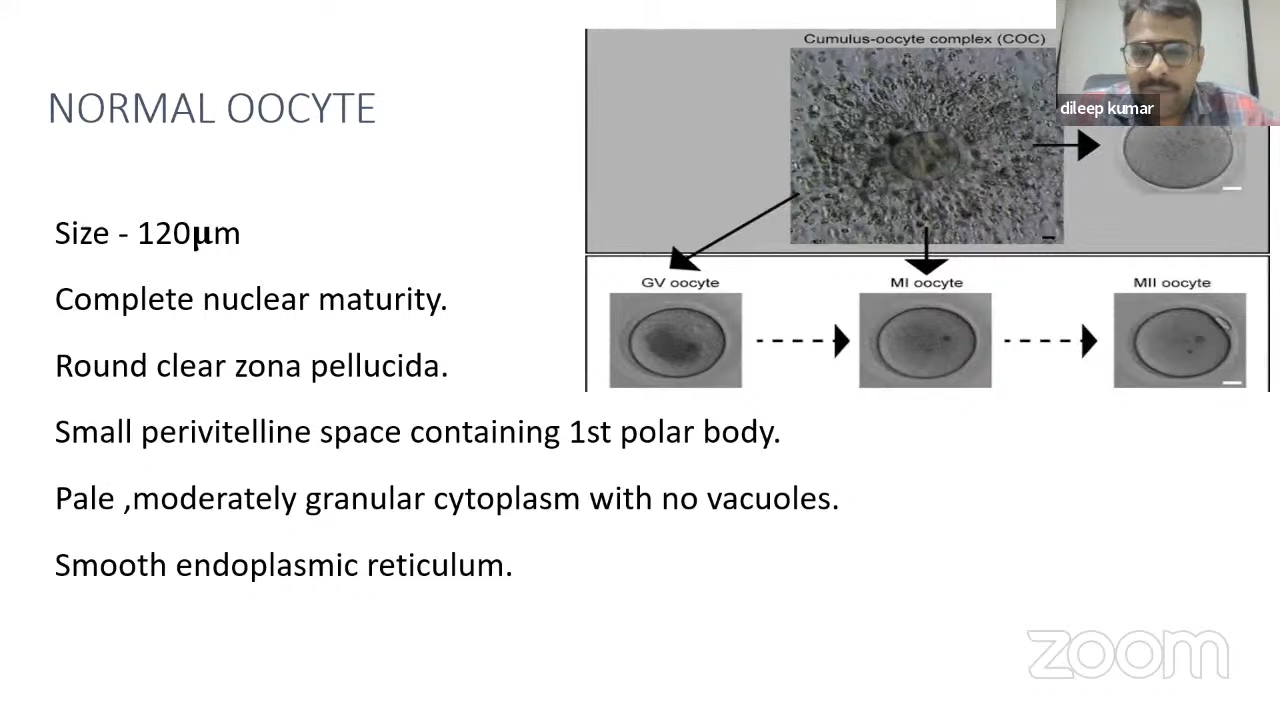 Cumulus-oocyte complex (COC)
dileep kumar
NORMAL OOCYTE
Size - 120μm
GV oocyte
MI oocyte
MII oocyte
Complete nuclear maturity.
Round clear zona pellucida.
Small perivitelline space containing 1st polar body.
Pale ,moderately granular cytoplasm with no vacuoles.
Smooth endoplasmic reticulum.
zoom